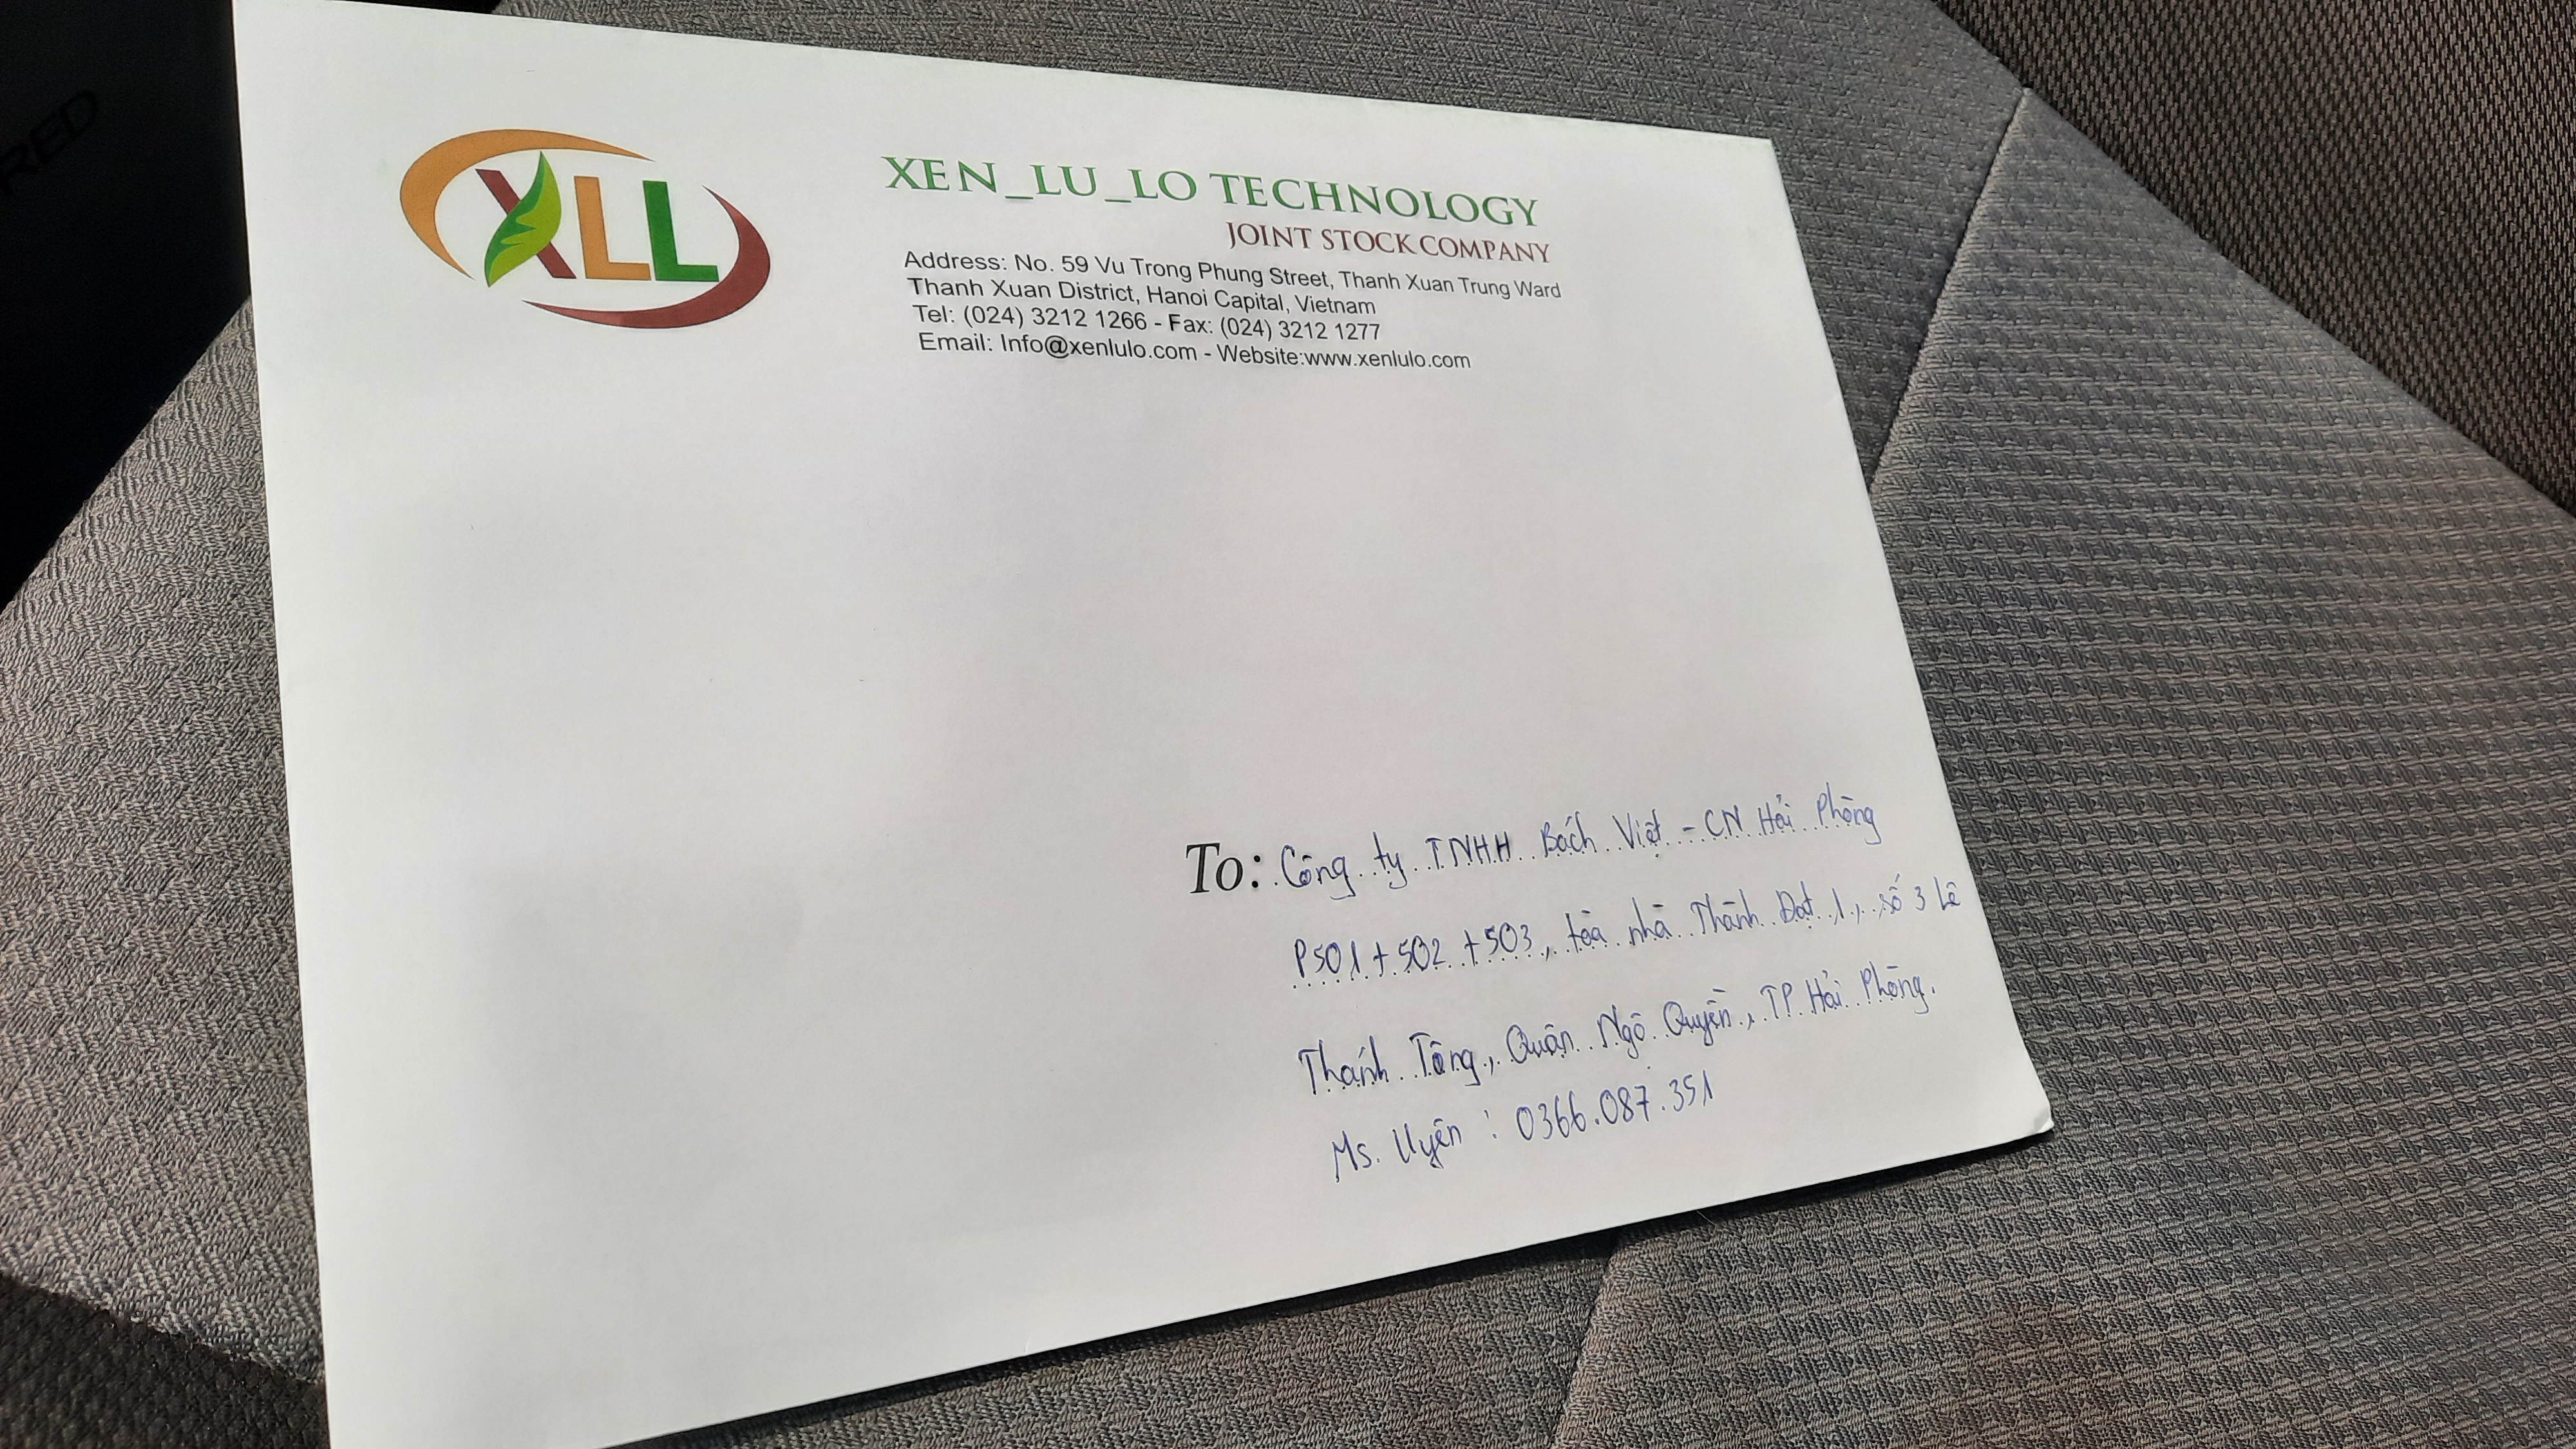 RED
XLL
XEN_LU_LO TECHNOLOGY
JOINT STOCK COMPANY
Address: No. 59 Vu Trong Phung Street, Thanh Xuan Trung Ward
Thanh Xuan District, Hanoi Capital, Vietnam
Tel: (024) 3212 1266 - Fax: (024) 3212 1277
Email: Info@xenlulo.com - Website:www.xenlulo.com
To: Công ty TNHH Bách Việt - CN Hải Phòng
P501+502+503, tòa nhà Thành Đạt 1, số 3 Lê
Thánh Tông, Quận Ngô Quyền, TP Hải Phòng.
Ms. Uyên : 0366.087.351